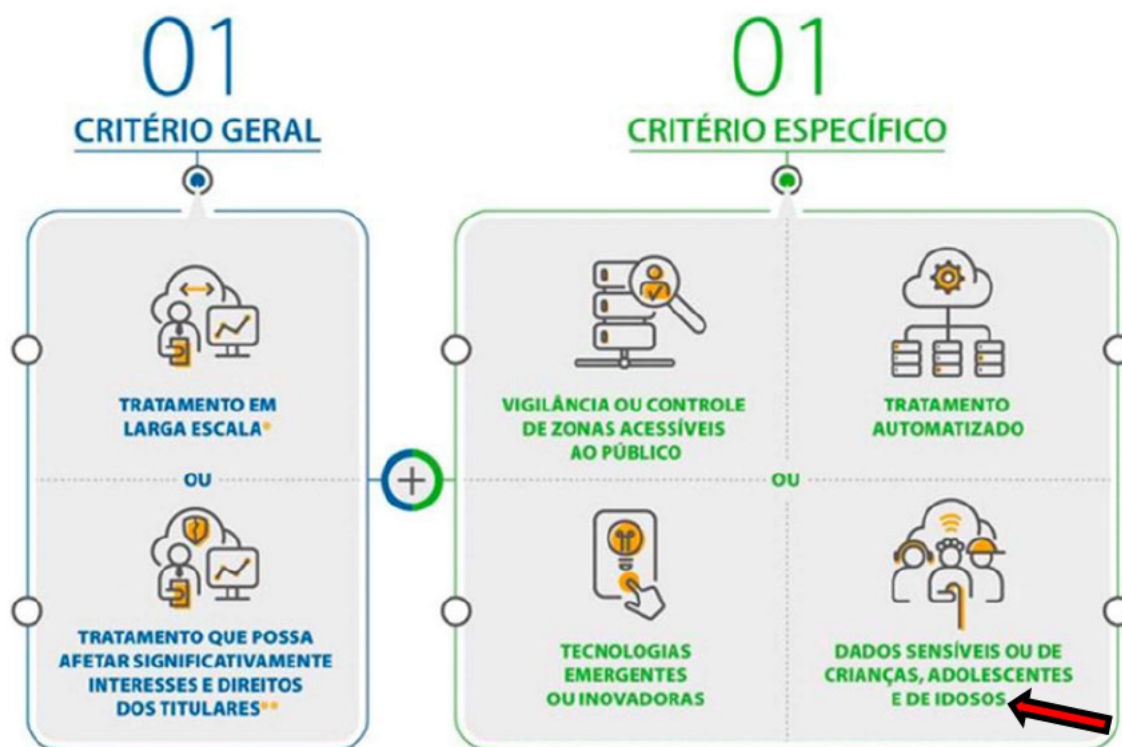 01
CRITÉRIO GERAL
TRATAMENTO EM
LARGA ESCALA*
OU
TRATAMENTO QUE POSSA
AFETAR SIGNIFICATIVAMENTE
INTERESSES E DIREITOS
DOS TITULARES**
+
01
CRITÉRIO ESPECÍFICO
VIGILÂNCIA OU CONTROLE
DE ZONAS ACESSÍVEIS
AO PÚBLICO
TRATAMENTO
AUTOMATIZADO
OU
TECNOLOGIAS
EMERGENTES
OU INOVADORAS
DADOS SENSÍVEIS OU DE
CRIANÇAS, ADOLESCENTES
E DE IDOSOS